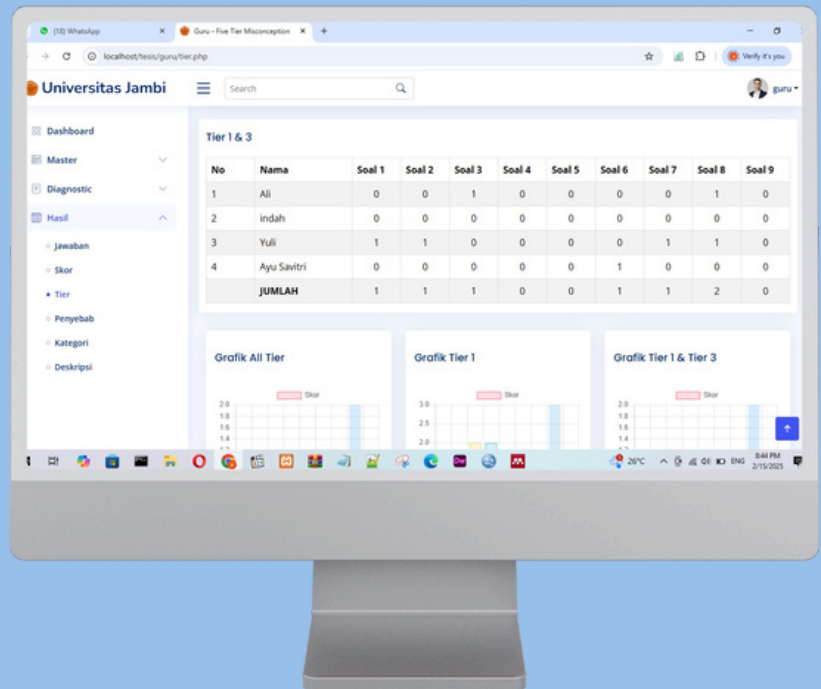 (18) WhatsApp
Guru - Five Tier Misconception
localhost/tesis/guru/tier.php
Verify it's you
Universitas Jambi
Search
guru
Dashboard
Master
Diagnostic
Hasil
Jawaban
Skor
Tier
Penyebab
Kategori
Deskripsi
Tier 1 & 3
No Nama Soal 1 Soal 2 Soal 3 Soal 4 Soal 5 Soal 6 Soal 7 Soal 8 Soal 9
1 Ali 0 0 1 0 0 0 0 1 0
2 indah 0 0 0 0 0 0 0 0 0
3 Yuli 1 1 0 0 0 0 1 1 0
4 Ayu Savitri 0 0 0 0 0 1 0 0 0
JUMLAH 1 1 1 0 0 1 1 2 0
Grafik All Tier
Skor
2.0
1.8
1.6
1.4
Grafik Tier 1
Skor
3.0
2.5
2.0
Grafik Tier 1 & Tier 3
Skor
2.0
1.8
1.6
1.4
26°C
ENG
8:44 PM
2/15/2025